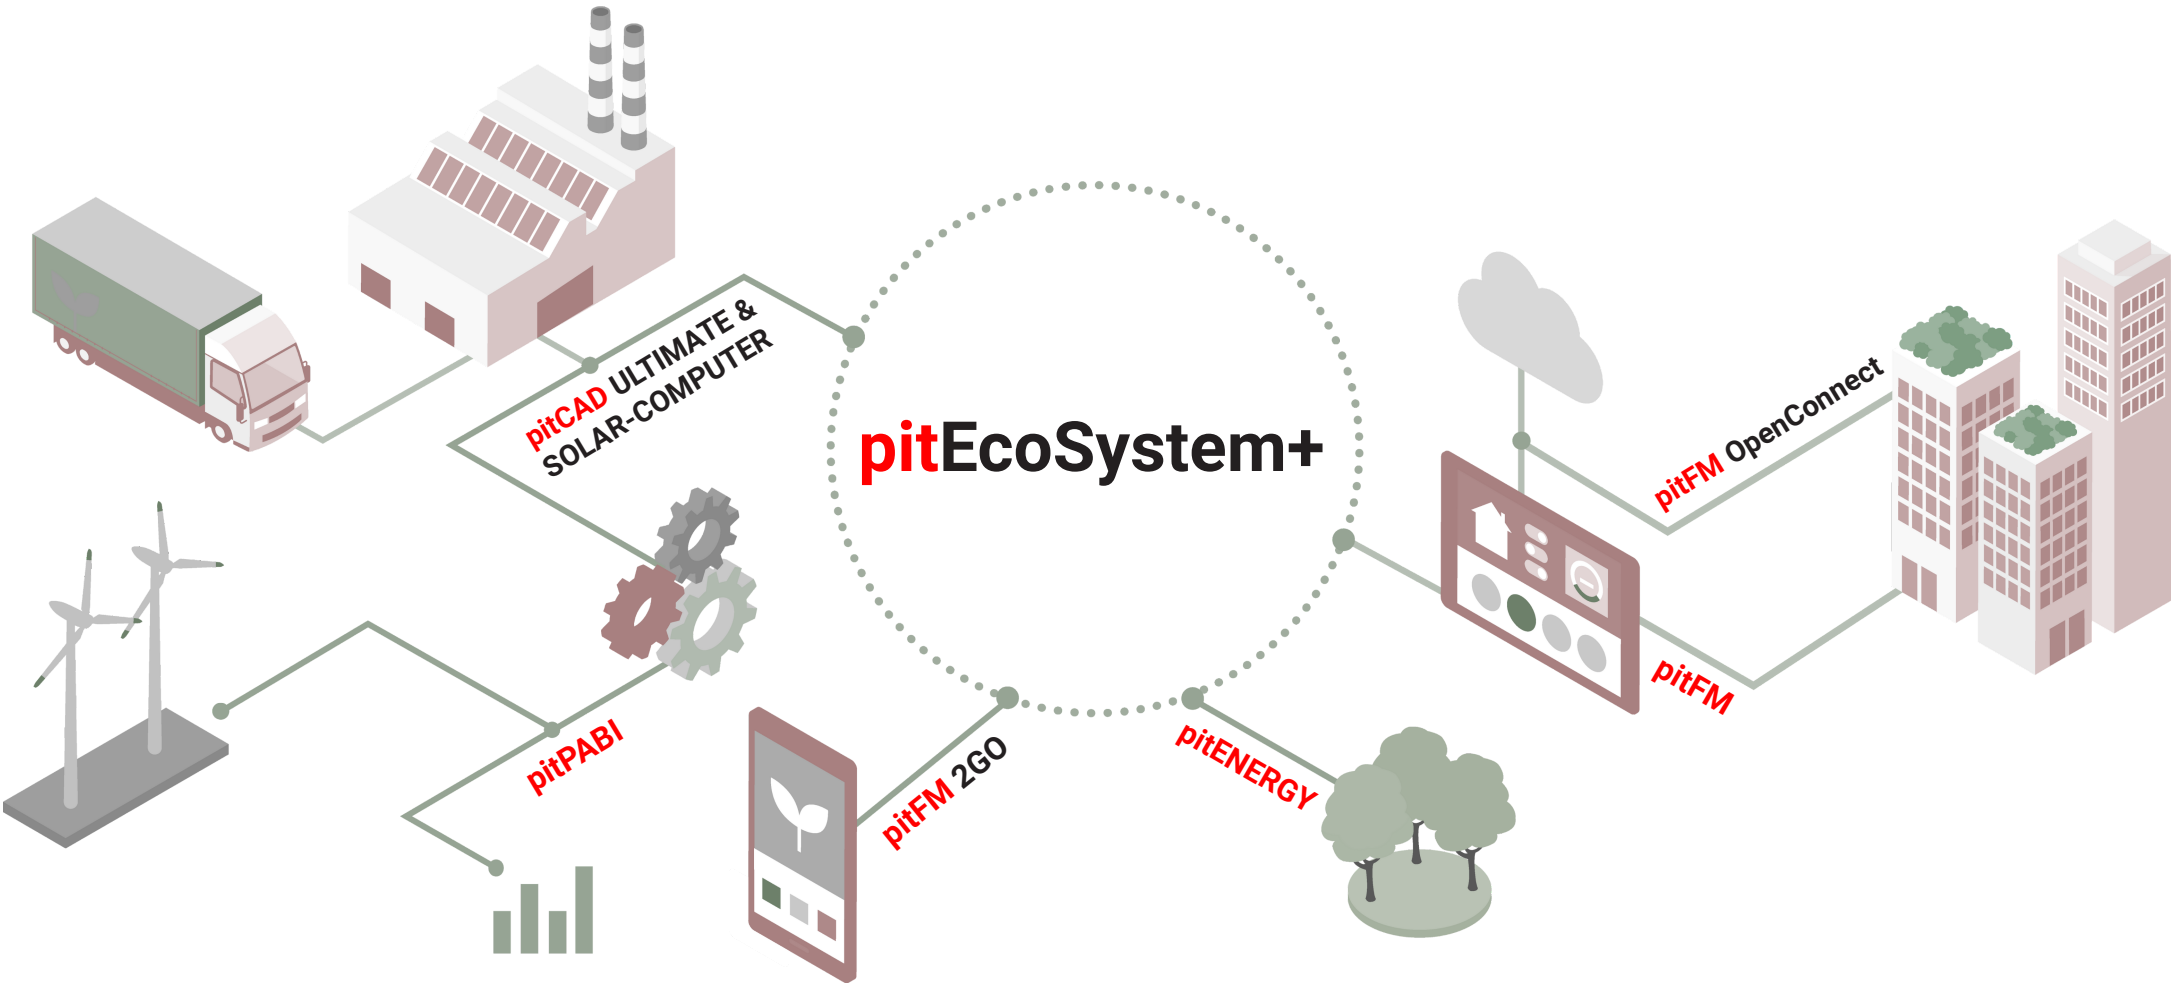 pitCAD ULTIMATE &
SOLAR-COMPUTER
pitEcoSystem+
pitFM OpenConnect
pitFM
pitPABI
pitFM 2GO
pitENERGY